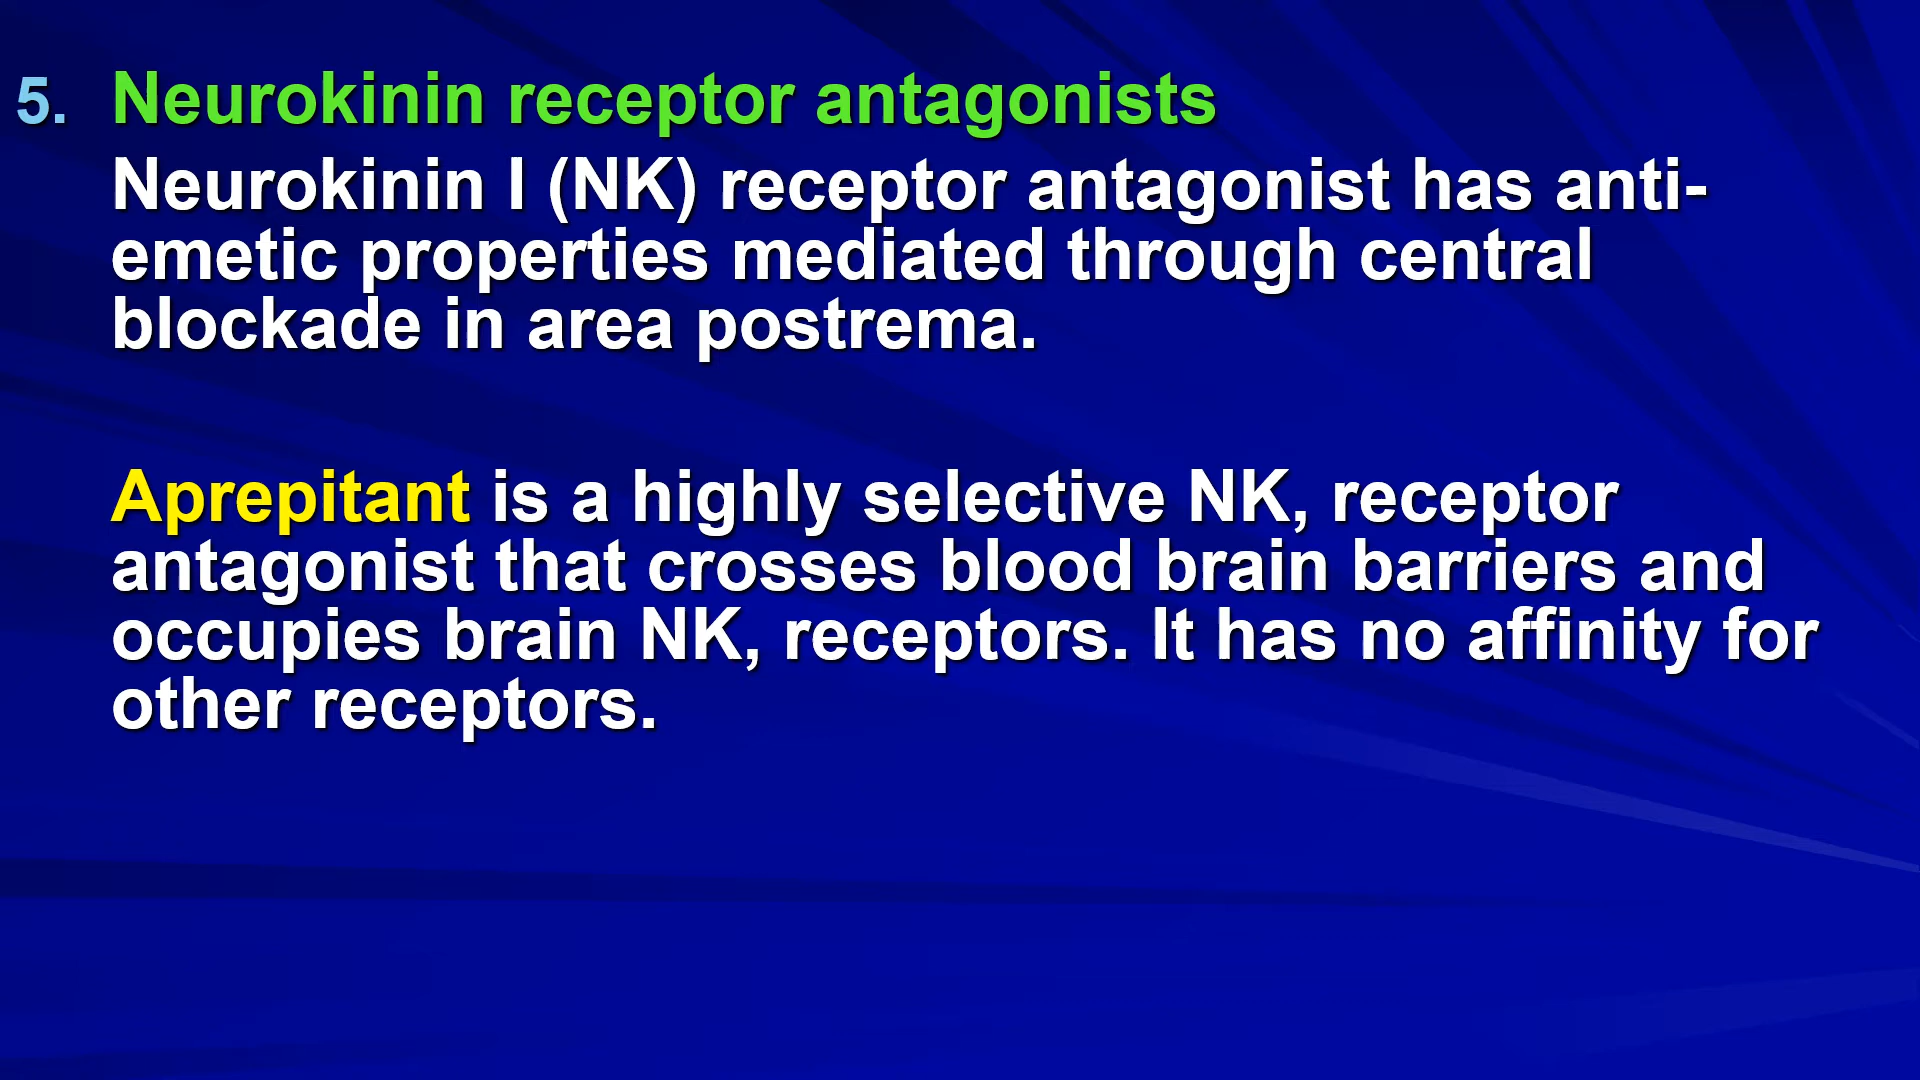 5. Neurokinin receptor antagonists
Neurokinin I (NK) receptor antagonist has anti-
emetic properties mediated through central
blockade in area postrema.
Aprepitant is a highly selective NK, receptor
antagonist that crosses blood brain barriers and
occupies brain NK, receptors. It has no affinity for
other receptors.